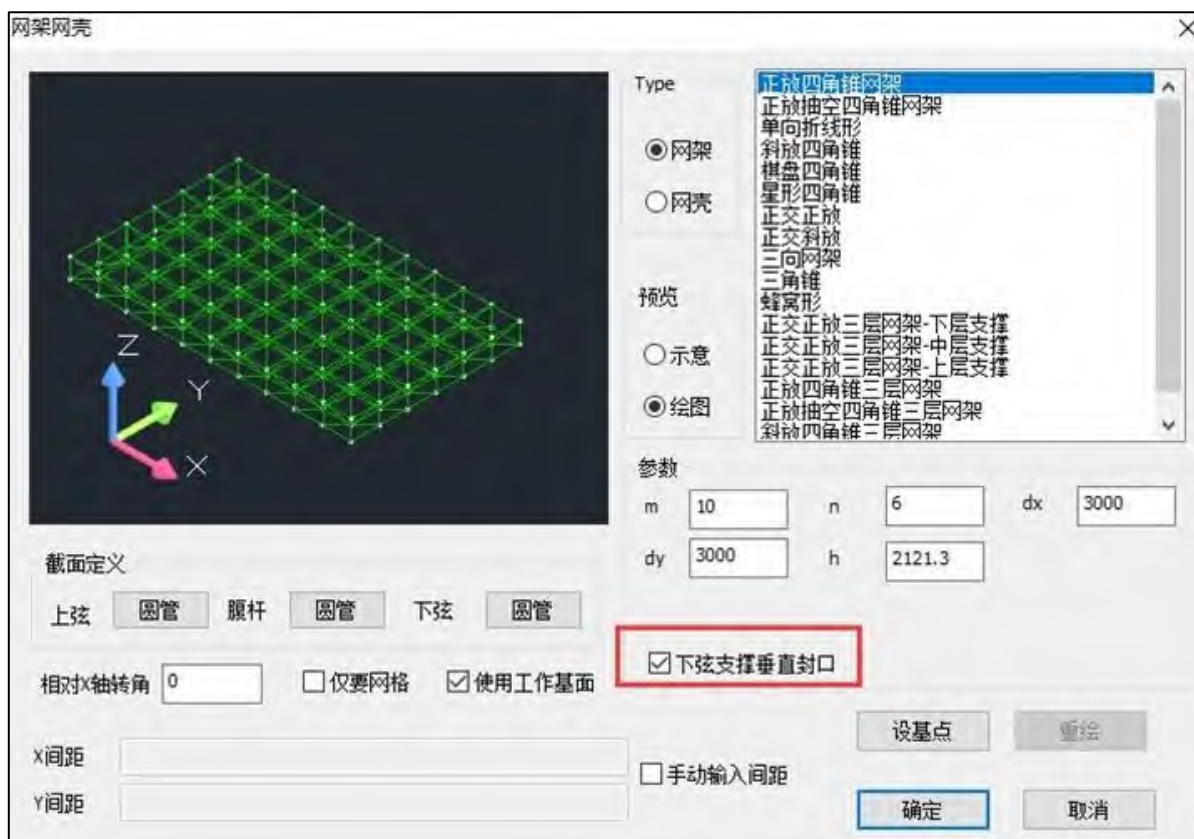 网架网壳
Z
Y
X
Type
网架
网壳
预览
示意
绘图
正放四角锥网架
正放抽空四角锥网架
单向折线形
斜放四角锥
棋盘四角锥
星形四角锥
正交正放
正交斜放
三向网架
三角锥
蜂窝形
正交正放三层网架-下层支撑
正交正放三层网架-中层支撑
正交正放三层网架-上层支撑
正放四角锥三层网架
正放抽空四角锥三层网架
斜放四角锥三层网架
参数
m 10 n 6 dx 3000
dy 3000 h 2121.3
截面定义
上弦 圆管 腹杆 圆管 下弦 圆管
下弦支撑垂直封口
相对X轴转角 0 仅要网格 使用工作基面
设基点 重绘
X间距
手动输入间距
Y间距
确定 取消